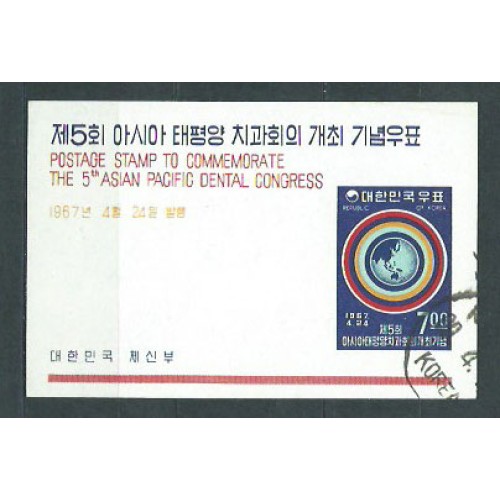 제5회 아시아 태평양 치과회의 개최 기념우표
POSTAGE STAMP TO COMMEMORATE
THE 5th ASIAN PACIFIC DENTAL CONGRESS
1967년 4월 24일 발행
대한민국우표
REPUBLIC OF KOREA
1967
4.24
7.00
제5회
아시아태평양치과회의개최기념
대한민국 체신부
KOREA